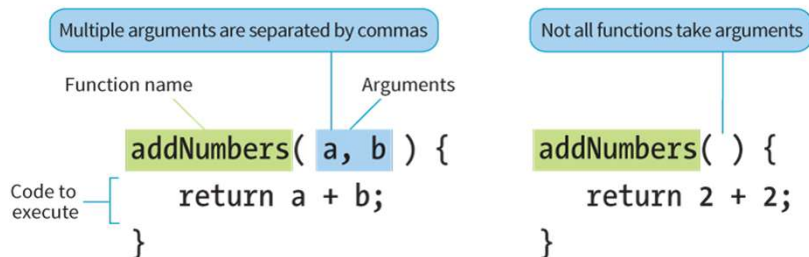 Multiple arguments are separated by commas
Function name
Arguments
addNumbers( a, b ) {
Code to
execute
return a + b;
}
Not all functions take arguments
addNumbers( ) {
return 2 + 2;
}